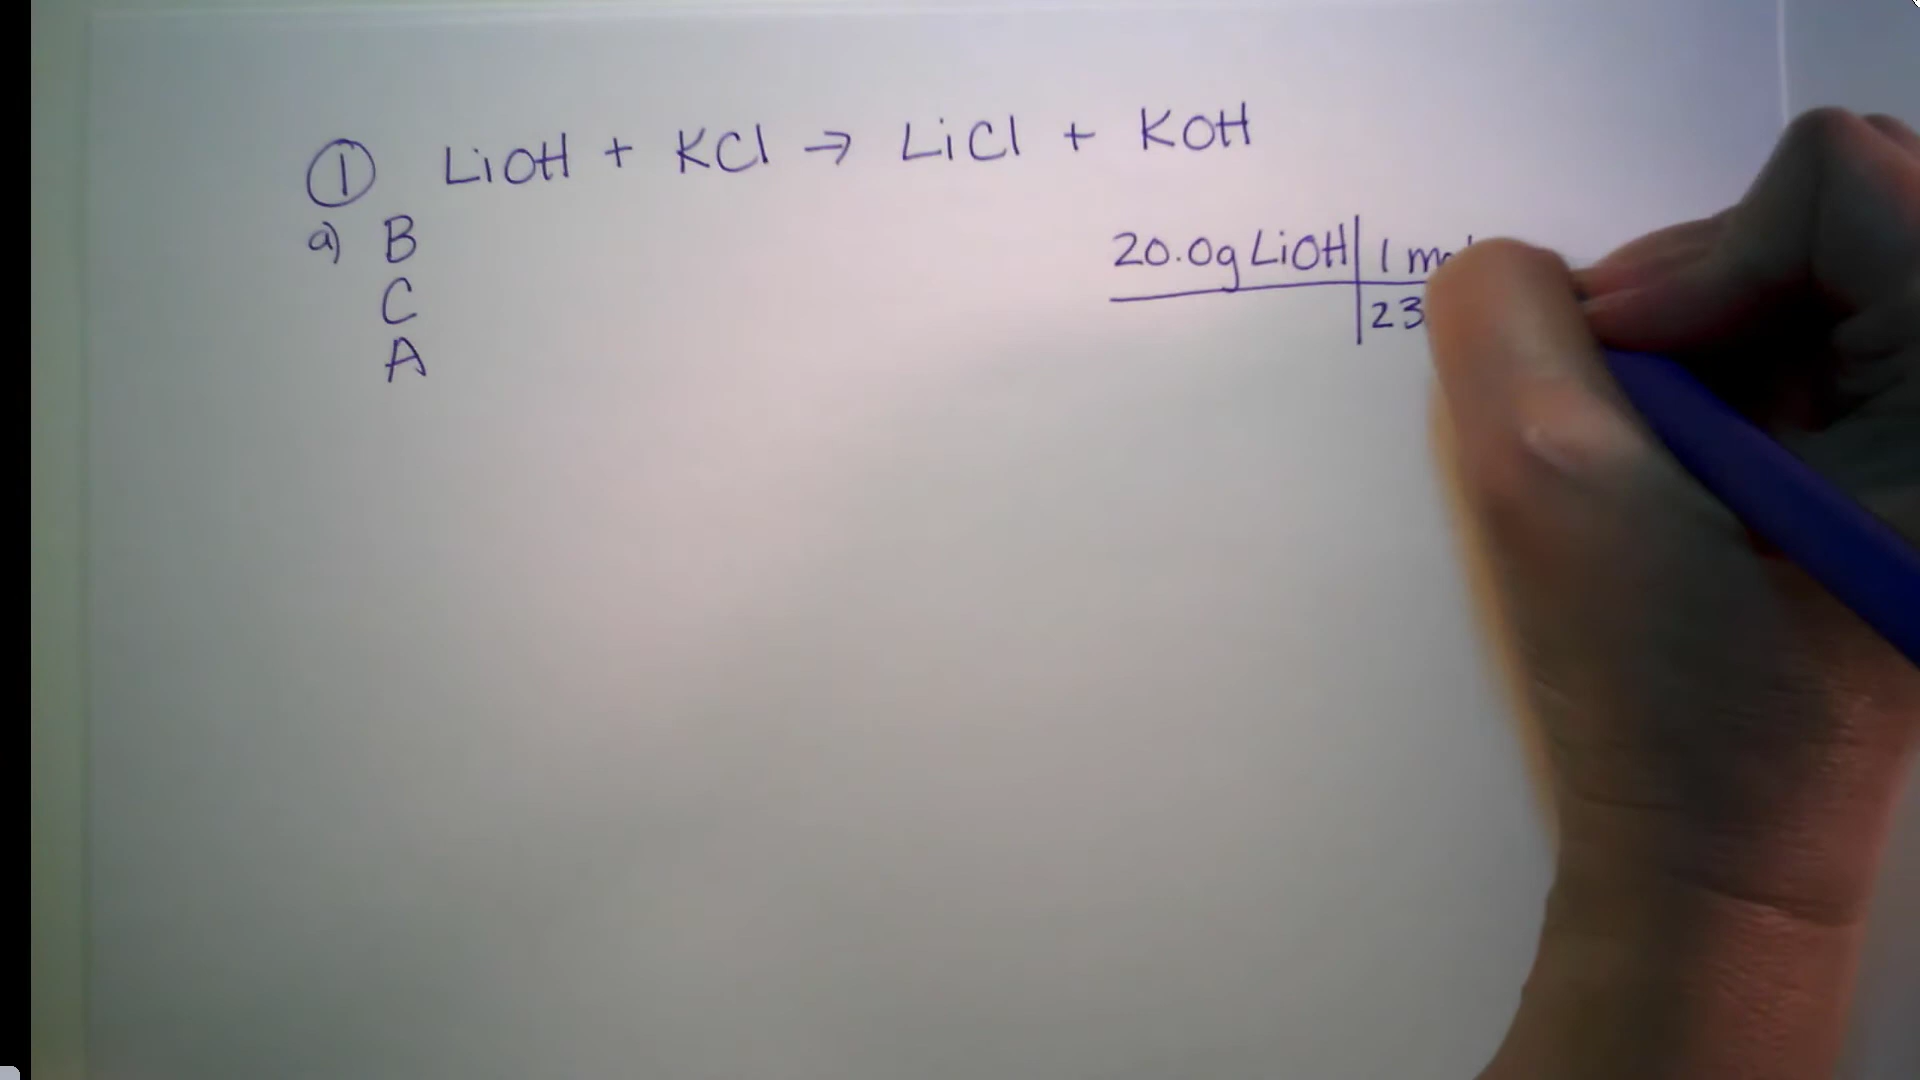 ① LiOH + KCl → LiCl + KOH
a) B
20.0g LiOH | 1
C
23
A